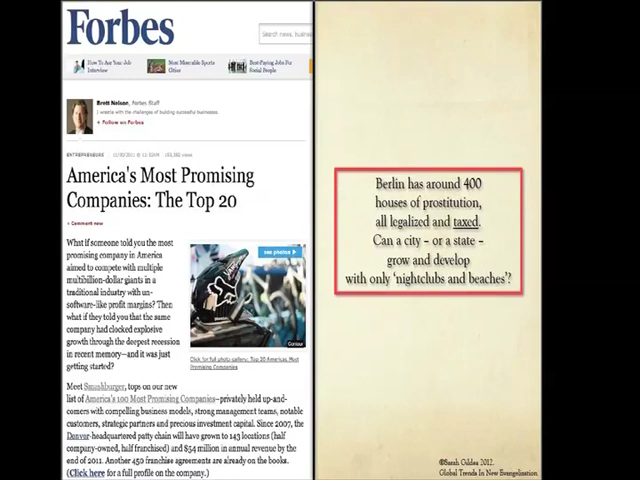 Forbes
Search news, busines
How To Ace Your Job
Interview
Most Miserable Sports
Cities
Best-Paying Jobs For
Social People
Brett Nelson, Forbes Staff
I wrestle with the challenges of building successful businesses.
+ Follow on Forbes
ENTREPRENEURS
America's Most Promising
Companies: The Top 20
+ Comment now
What if someone told you the most
promising company in America
aimed to compete with multiple
multibillion-dollar giants in a
traditional industry with un-
software-like profit margins? Then
what if they told you that the same
company had clocked explosive
growth through the deepest recession
in recent memory—and it was just
getting started?
see photos
Click for full photo gallery: Top 20 Americas Most
Promising Companies
Meet Smashburger, tops on our new
list of America's 100 Most Promising Companies–privately held up-and-
comers with compelling business models, strong management teams, notable
customers, strategic partners and precious investment capital. Since 2007, the
Denver-headquartered patty chain will have grown to 143 locations (half
company-owned, half franchised) and $54 million in annual revenue by the
end of 2011. Another 450 franchise agreements are already on the books.
(Click here for a full profile on the company.)
Berlin has around 400
houses of prostitution,
all legalized and taxed.
Can a city – or a state –
grow and develop
with only 'nightclubs and beaches'?
©Sarah Gildea 2012.
Global Trends In New Evangelisation